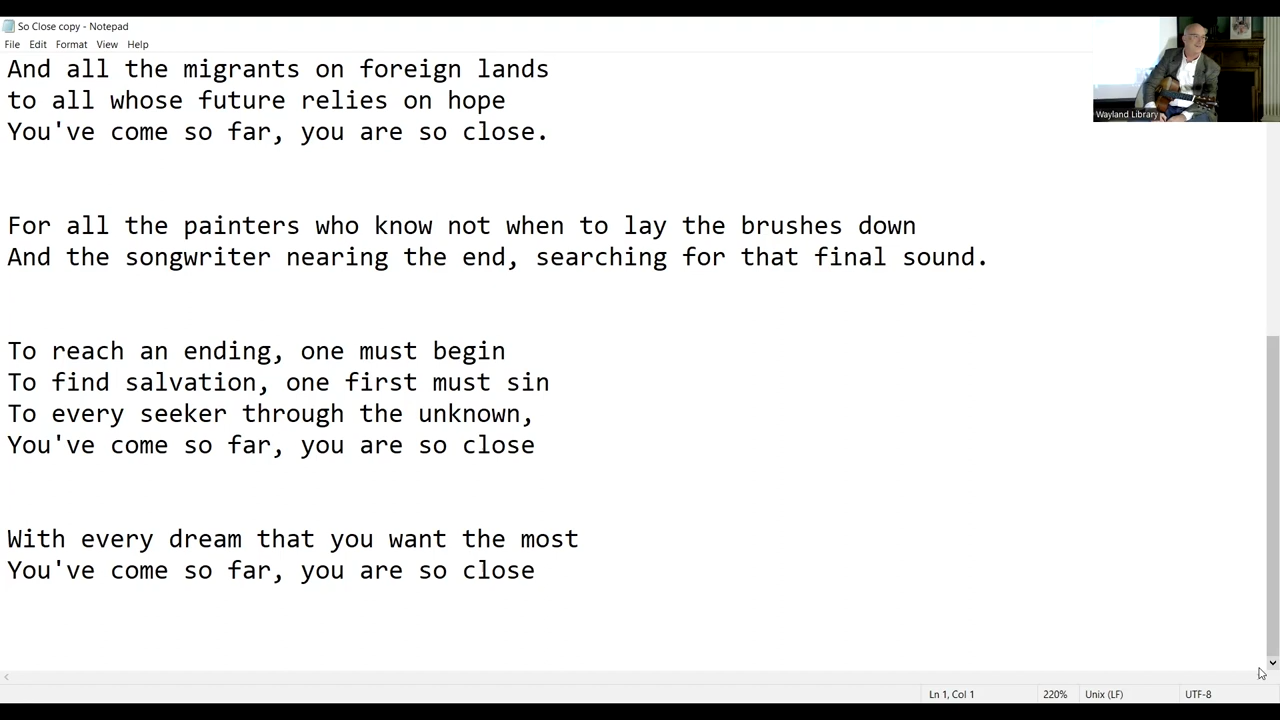 So Close copy - Notepad
File Edit Format View Help
And all the migrants on foreign lands
to all whose future relies on hope
You've come so far, you are so close.
Wayland Library
For all the painters who know not when to lay the brushes down
And the songwriter nearing the end, searching for that final sound.
To reach an ending, one must begin
To find salvation, one first must sin
To every seeker through the unknown,
You've come so far, you are so close
With every dream that you want the most
You've come so far, you are so close
Ln 1, Col 1 220% Unix (LF) UTF-8